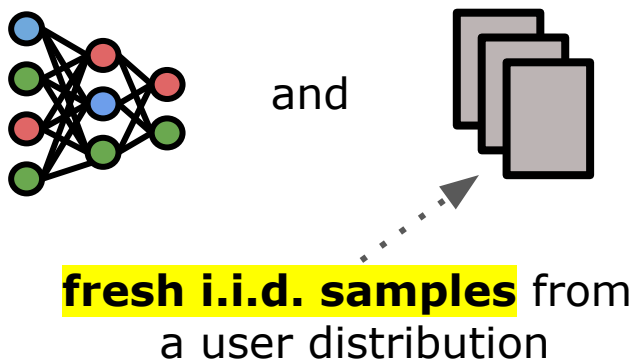 and
fresh i.i.d. samples from
a user distribution